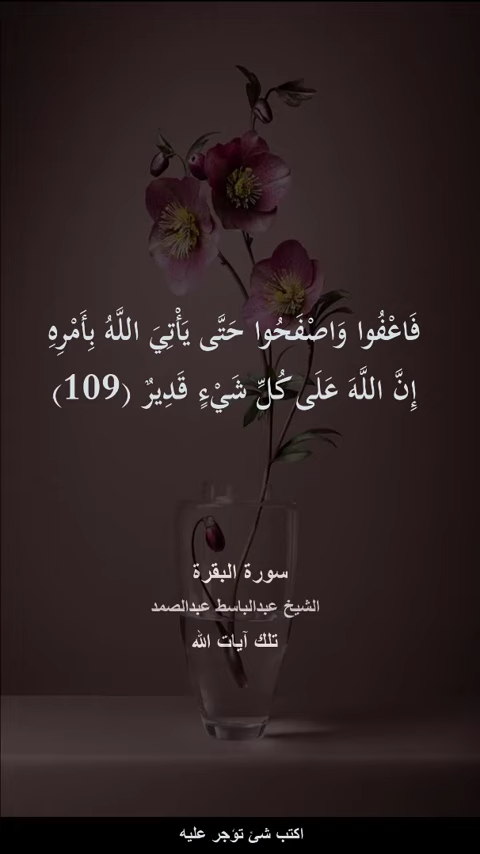 فَاعْفُوا وَاصْفَحُوا حَتَّى يَأْتِيَ اللَّهُ بِأَمْرِهِ
إِنَّ اللَّهَ عَلَى كُلِّ شَيْءٍ قَدِيرٌ (109)
سورة البقرة
الشيخ عبدالباسط عبدالصمد
تلك آيات الله
اكتب شئ تؤجر عليه